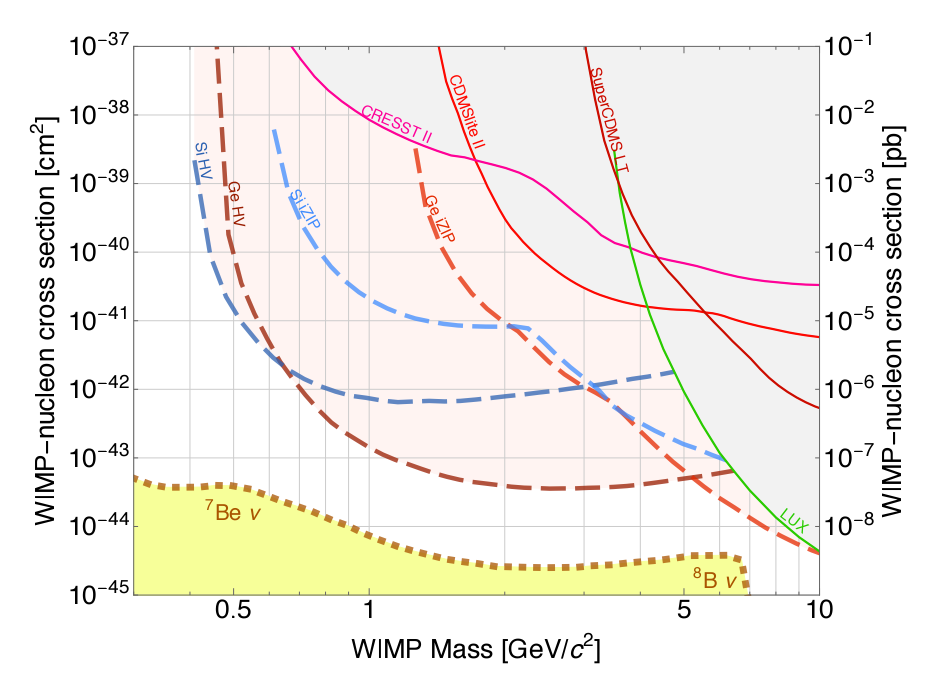 10⁻³⁷
10⁻³⁸
10⁻³⁹
10⁻⁴⁰
10⁻⁴¹
10⁻⁴²
10⁻⁴³
10⁻⁴⁴
10⁻⁴⁵
WIMP−nucleon cross section [cm²]
10⁻¹
10⁻²
10⁻³
10⁻⁴
10⁻⁵
10⁻⁶
10⁻⁷
10⁻⁸
WIMP−nucleon cross section [pb]
CRESST II
CDMSlite II
SuperCDMS LT
Si HV
Ge HV
Si iZIP
Ge iZIP
LUX
⁷Be ν
⁸B ν
0.5
1
5
10
WIMP Mass [GeV/c²]